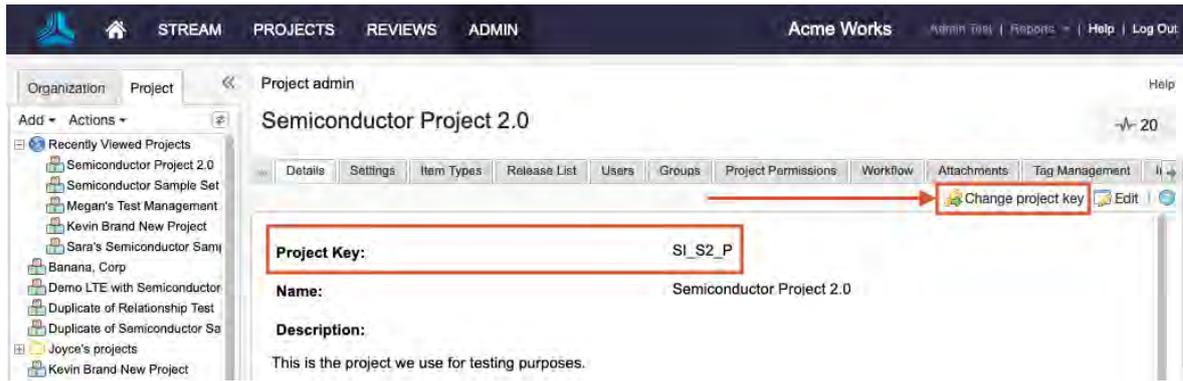 STREAM PROJECTS REVIEWS ADMIN Acme Works Admin Test | Reports | Help | Log Out
Organization Project
Project admin Help
Add Actions
Semiconductor Project 2.0 20
Recently Viewed Projects
Semiconductor Project 2.0
Semiconductor Sample Set
Megan's Test Management
Kevin Brand New Project
Sara's Semiconductor Samp
Banana, Corp
Demo LTE with Semiconductor
Duplicate of Relationship Test
Duplicate of Semiconductor Sa
Joyce's projects
Kevin Brand New Project
Details Settings Item Types Release List Users Groups Project Permissions Workflow Attachments Tag Management
Change project key Edit
Project Key: SI_S2_P
Name: Semiconductor Project 2.0
Description:
This is the project we use for testing purposes.